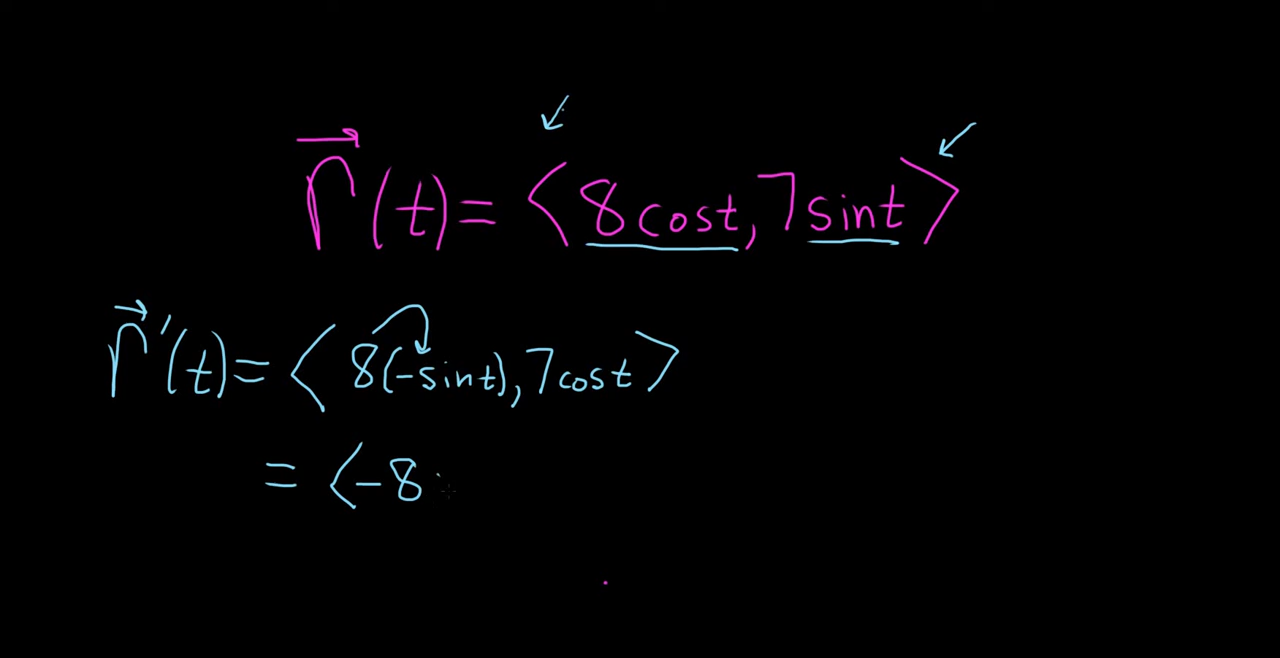 r⃗(t) = ⟨8cost, 7sint⟩
r⃗'(t) = ⟨8(-sint), 7cost⟩
= ⟨-8